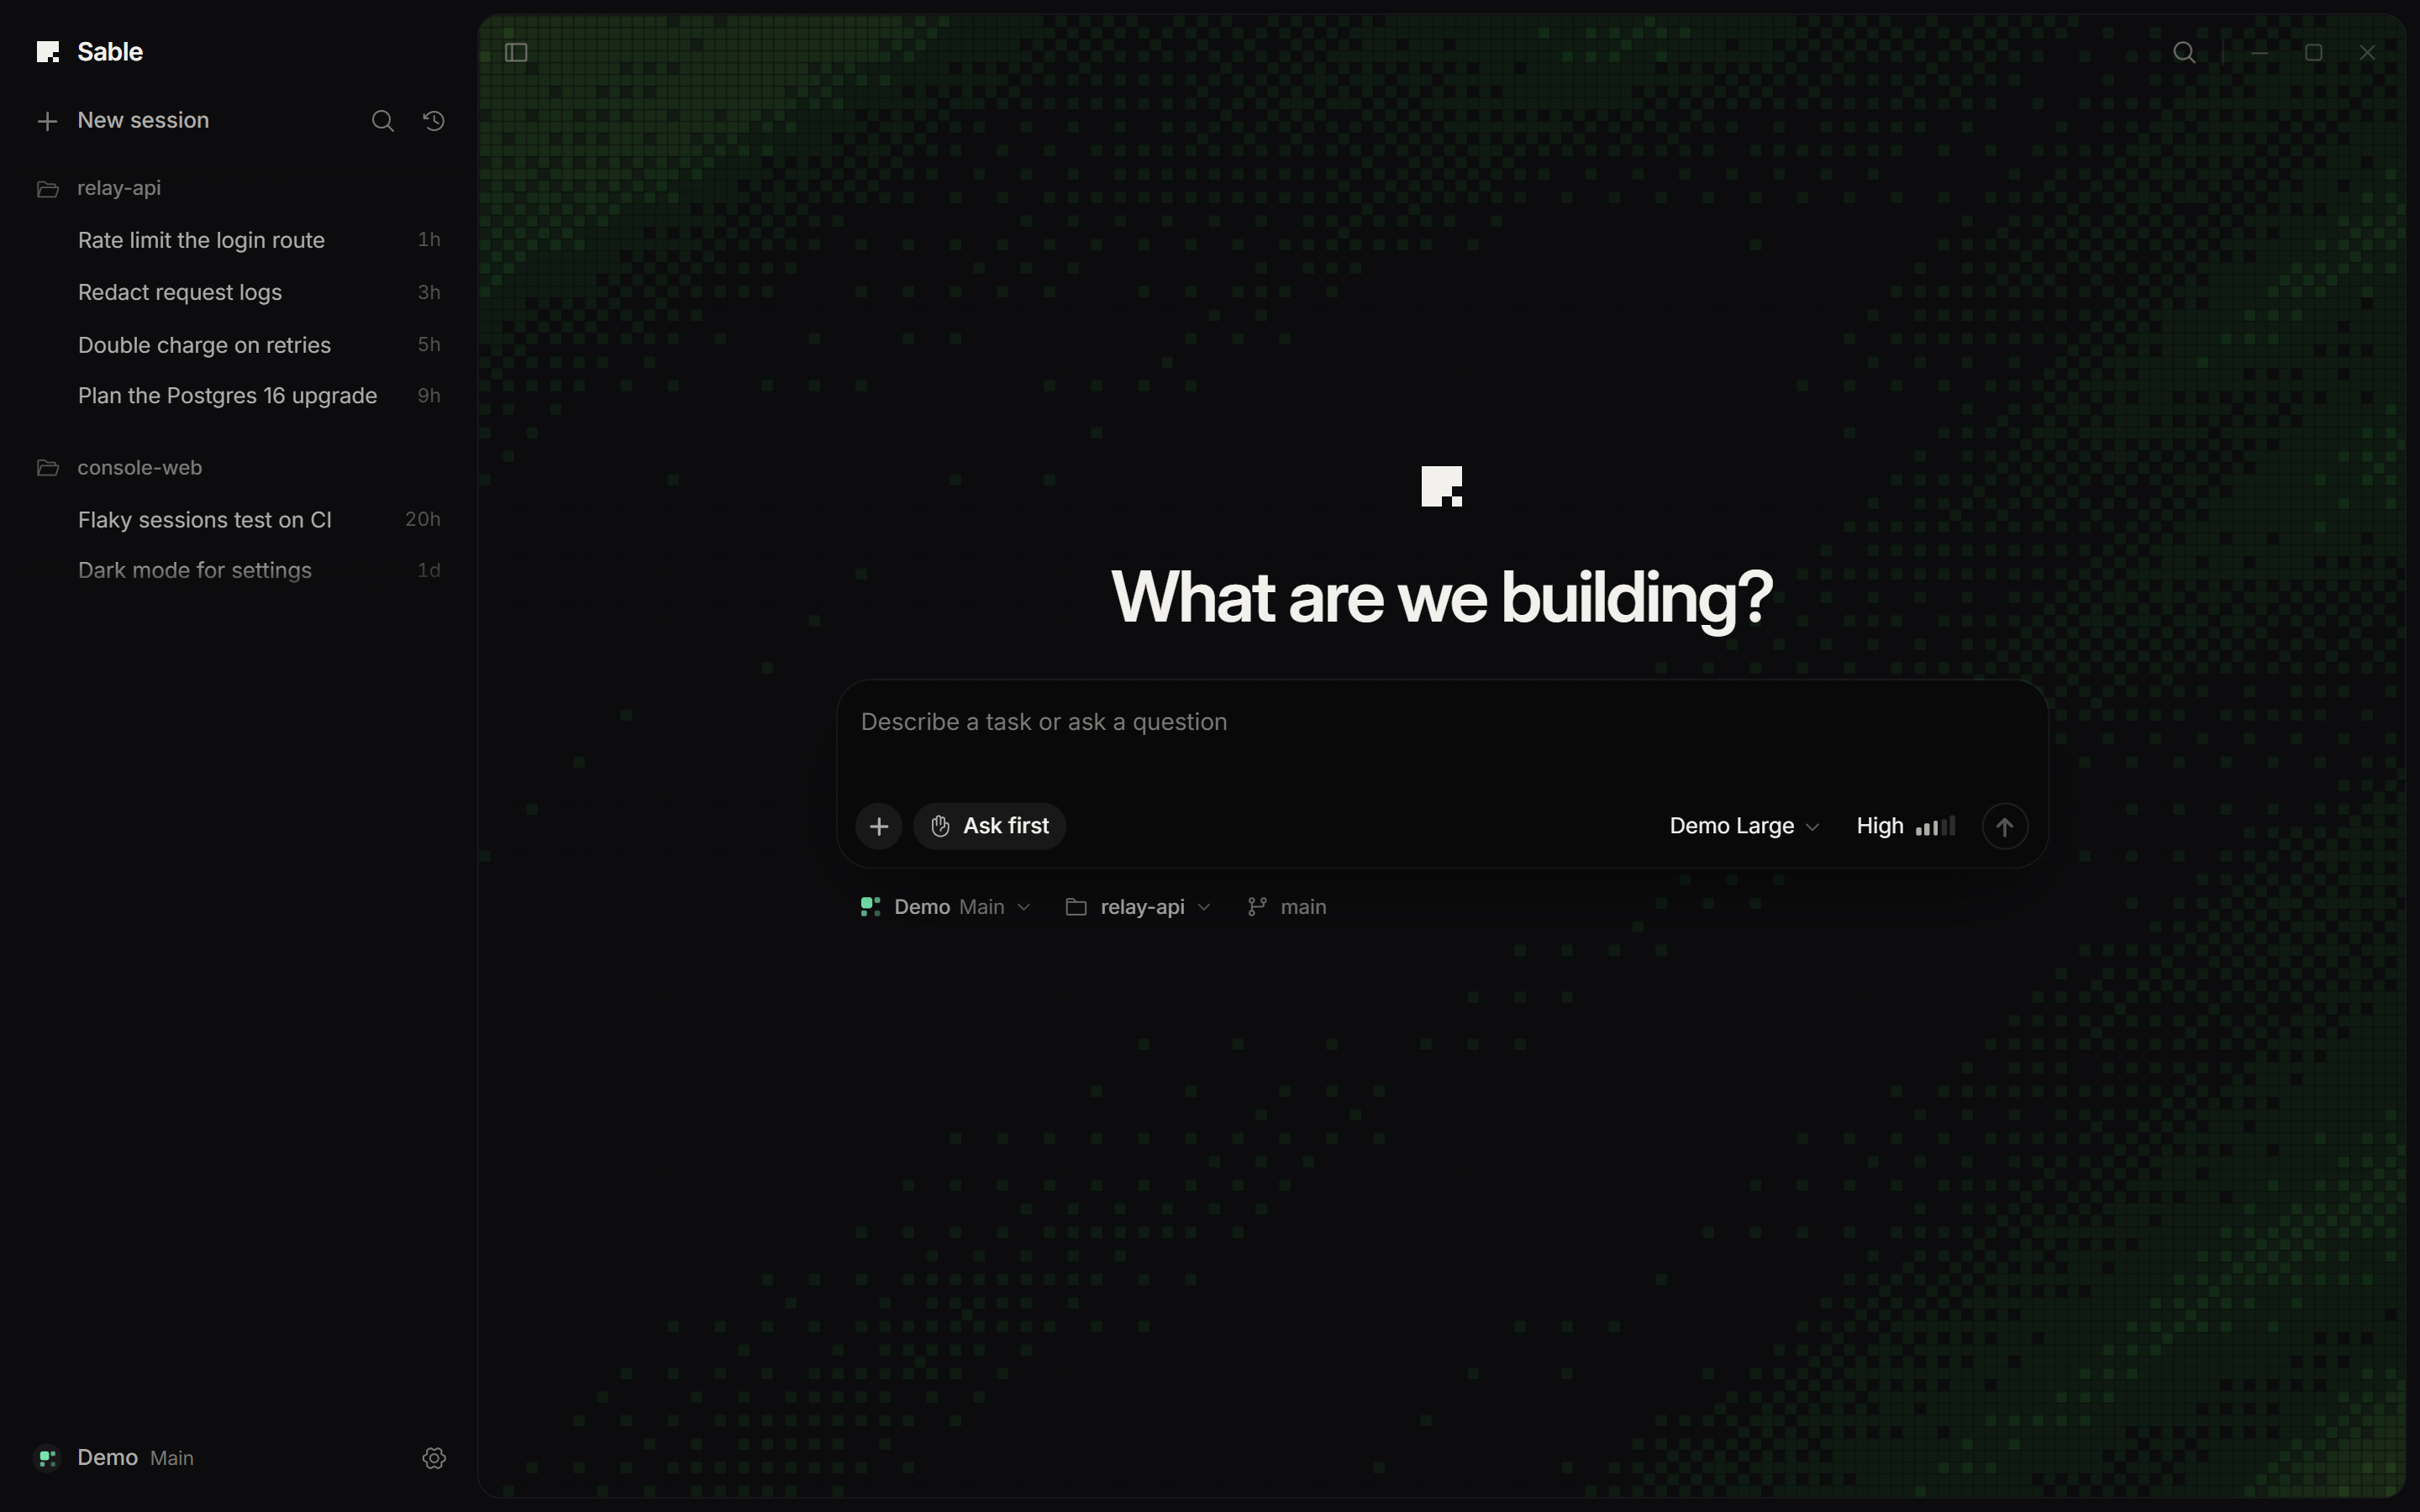 Sable
New session
relay-api
Rate limit the login route 1h
Redact request logs 3h
Double charge on retries 5h
Plan the Postgres 16 upgrade 9h
console-web
Flaky sessions test on CI 20h
Dark mode for settings 1d
Demo Main
What are we building?
Describe a task or ask a question
Ask first
Demo Large
High
Demo Main
relay-api
main